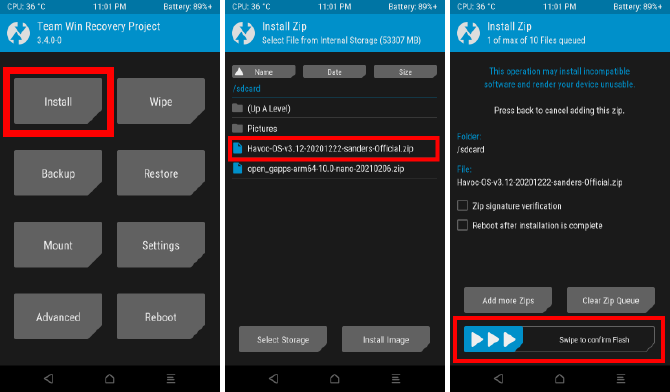 CPU: 36 °C 11:01 PM Battery: 89%+
Team Win Recovery Project
3.4.0-0
Install
Wipe
Backup
Restore
Mount
Settings
Advanced
Reboot
CPU: 36 °C 11:01 PM Battery: 89%+
Install Zip
Select File from Internal Storage (53307 MB)
Name Date Size
/sdcard
(Up A Level)
Pictures
Havoc-OS-v3.12-20201222-sanders-Official.zip
open_gapps-arm64-10.0-nano-20210206.zip
Select Storage Install Image
CPU: 36 °C 11:01 PM Battery: 89%+
Install Zip
1 of max of 10 Files queued
This operation may install incompatible
software and render your device unusable.
Press back to cancel adding this zip.
Folder:
/sdcard
File:
Havoc-OS-v3.12-20201222-sanders-Official.zip
Zip signature verification
Reboot after installation is complete
Add more Zips Clear Zip Queue
Swipe to confirm Flash